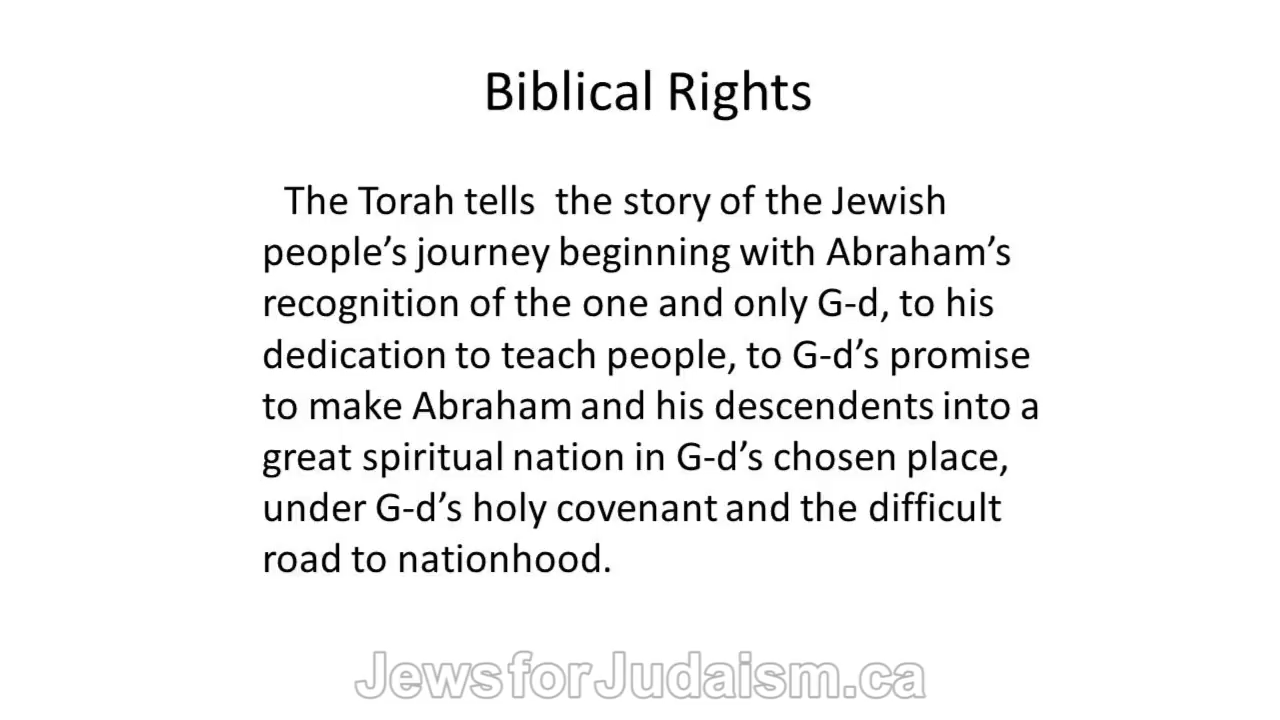 Biblical Rights
The Torah tells  the story of the Jewish
people’s journey beginning with Abraham’s
recognition of the one and only G-d, to his
dedication to teach people, to G-d’s promise
to make Abraham and his descendents into a
great spiritual nation in G-d’s chosen place,
under G-d’s holy covenant and the difficult
road to nationhood.
JewsforJudaism.ca